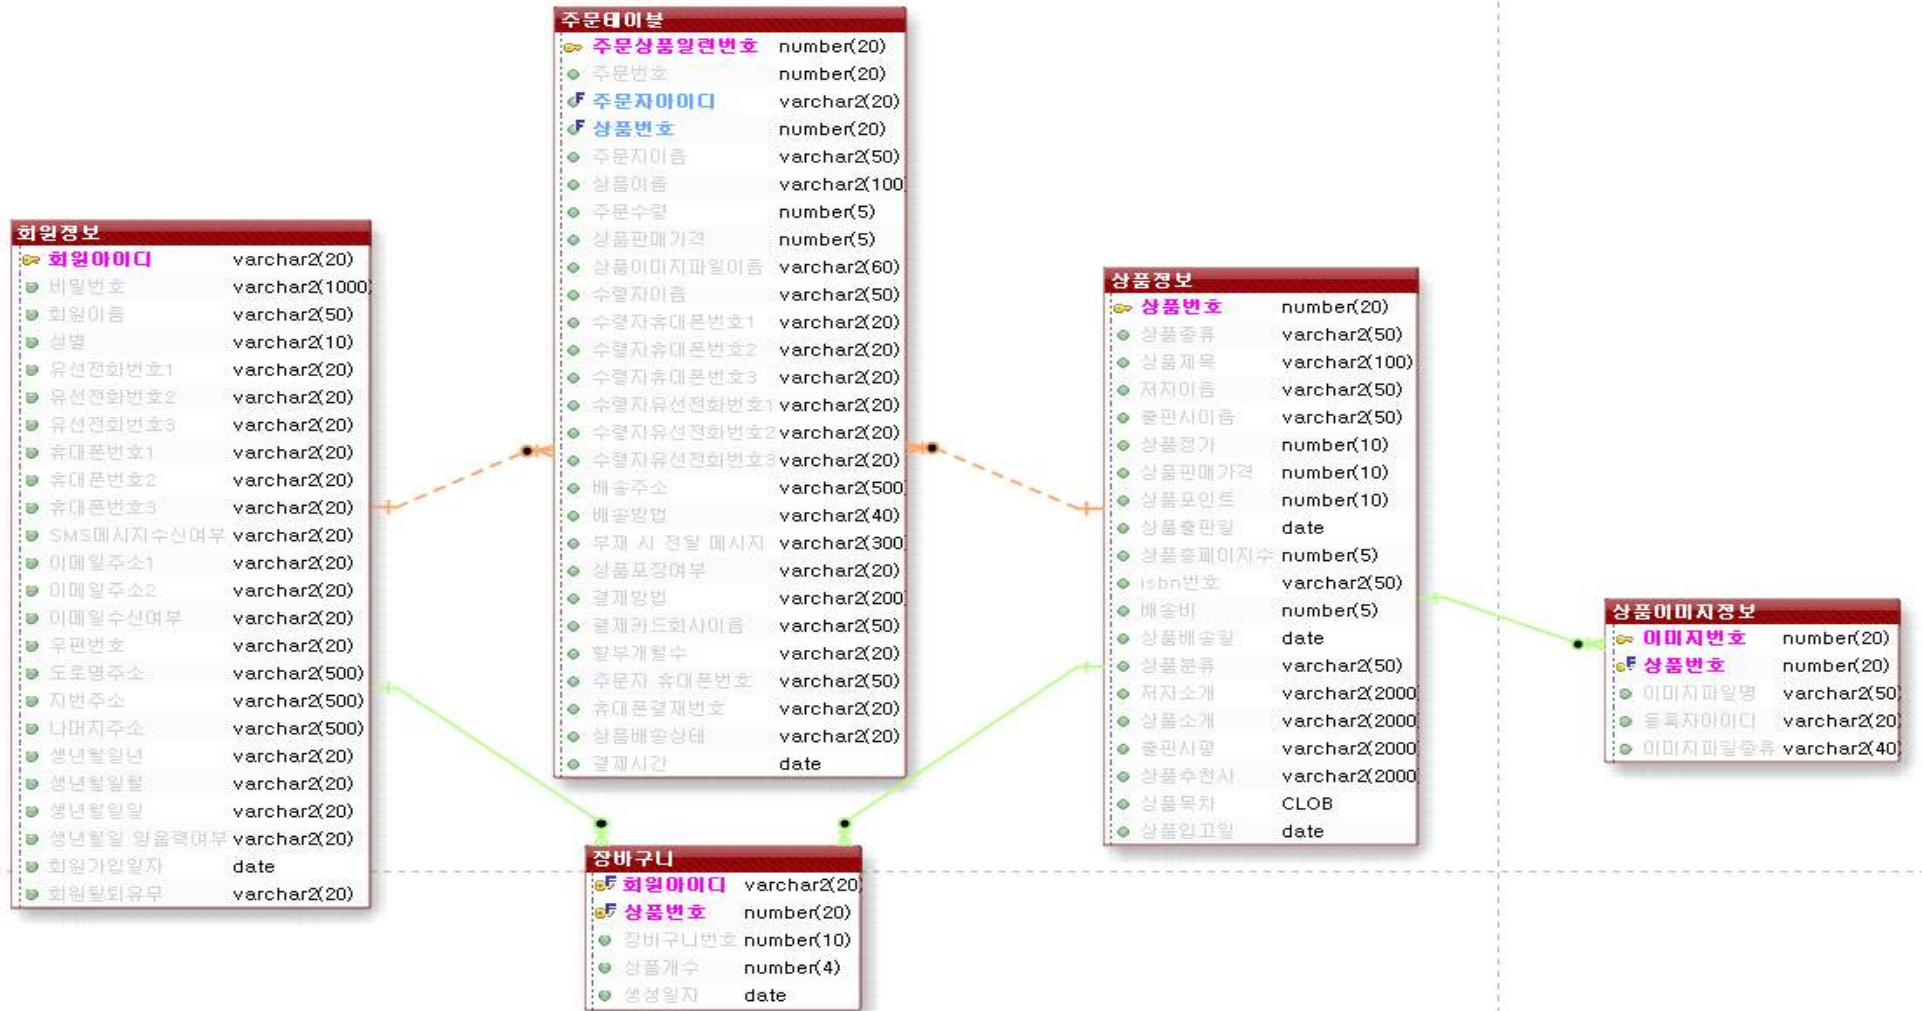 주문테이블
주문상품일련번호 number(20)
주문번호 number(20)
주문자아이디 varchar2(20)
상품번호 number(20)
주문자이름 varchar2(50)
상품이름 varchar2(100
주문수량 number(5)
상품판매가격 number(5)
상품이미지파일이름 varchar2(60)
수령자이름 varchar2(50)
수령자휴대폰번호1 varchar2(20)
수령자휴대폰번호2 varchar2(20)
수령자휴대폰번호3 varchar2(20)
수령자유선전화번호1 varchar2(20)
수령자유선전화번호2 varchar2(20)
수령자유선전화번호3 varchar2(20)
배송주소 varchar2(500
배송방법 varchar2(40)
부재 시 전달 메시지 varchar2(300
상품포장여부 varchar2(20)
결제방법 varchar2(200
결제카드회사이름 varchar2(50)
할부개월수 varchar2(20)
주문자 휴대폰번호 varchar2(50)
휴대폰결제번호 varchar2(20)
상품배송상태 varchar2(20)
결제시간 date
회원정보
회원아이디 varchar2(20)
비밀번호 varchar2(1000)
회원이름 varchar2(50)
성별 varchar2(10)
유선전화번호1 varchar2(20)
유선전화번호2 varchar2(20)
유선전화번호3 varchar2(20)
휴대폰번호1 varchar2(20)
휴대폰번호2 varchar2(20)
휴대폰번호3 varchar2(20)
SMS메시지수신여부 varchar2(20)
이메일주소1 varchar2(20)
이메일주소2 varchar2(20)
이메일수신여부 varchar2(20)
우편번호 varchar2(20)
도로명주소 varchar2(500)
지번주소 varchar2(500)
나머지주소 varchar2(500)
생년월일년 varchar2(20)
생년월일월 varchar2(20)
생년월일일 varchar2(20)
생년월일 양음력여부 varchar2(20)
회원가입일자 date
회원탈퇴유무 varchar2(20)
상품정보
상품번호 number(20)
상품종류 varchar2(50)
상품제목 varchar2(100)
저자이름 varchar2(50)
출판사이름 varchar2(50)
상품정가 number(10)
상품판매가격 number(10)
상품포인트 number(10)
상품출판일 date
상품총페이지수 number(5)
isbn번호 varchar2(50)
배송비 number(5)
상품배송일 date
상품분류 varchar2(50)
저자소개 varchar2(2000
상품소개 varchar2(2000
출판사평 varchar2(2000
상품추천사 varchar2(2000
상품목차 CLOB
상품입고일 date
상품이미지정보
이미지번호 number(20)
상품번호 number(20)
이미지파일명 varchar2(50)
등록자아이디 varchar2(20)
이미지파일종류 varchar2(40)
장바구니
회원아이디 varchar2(20)
상품번호 number(20)
장바구니번호 number(10)
상품개수 number(4)
생성일자 date